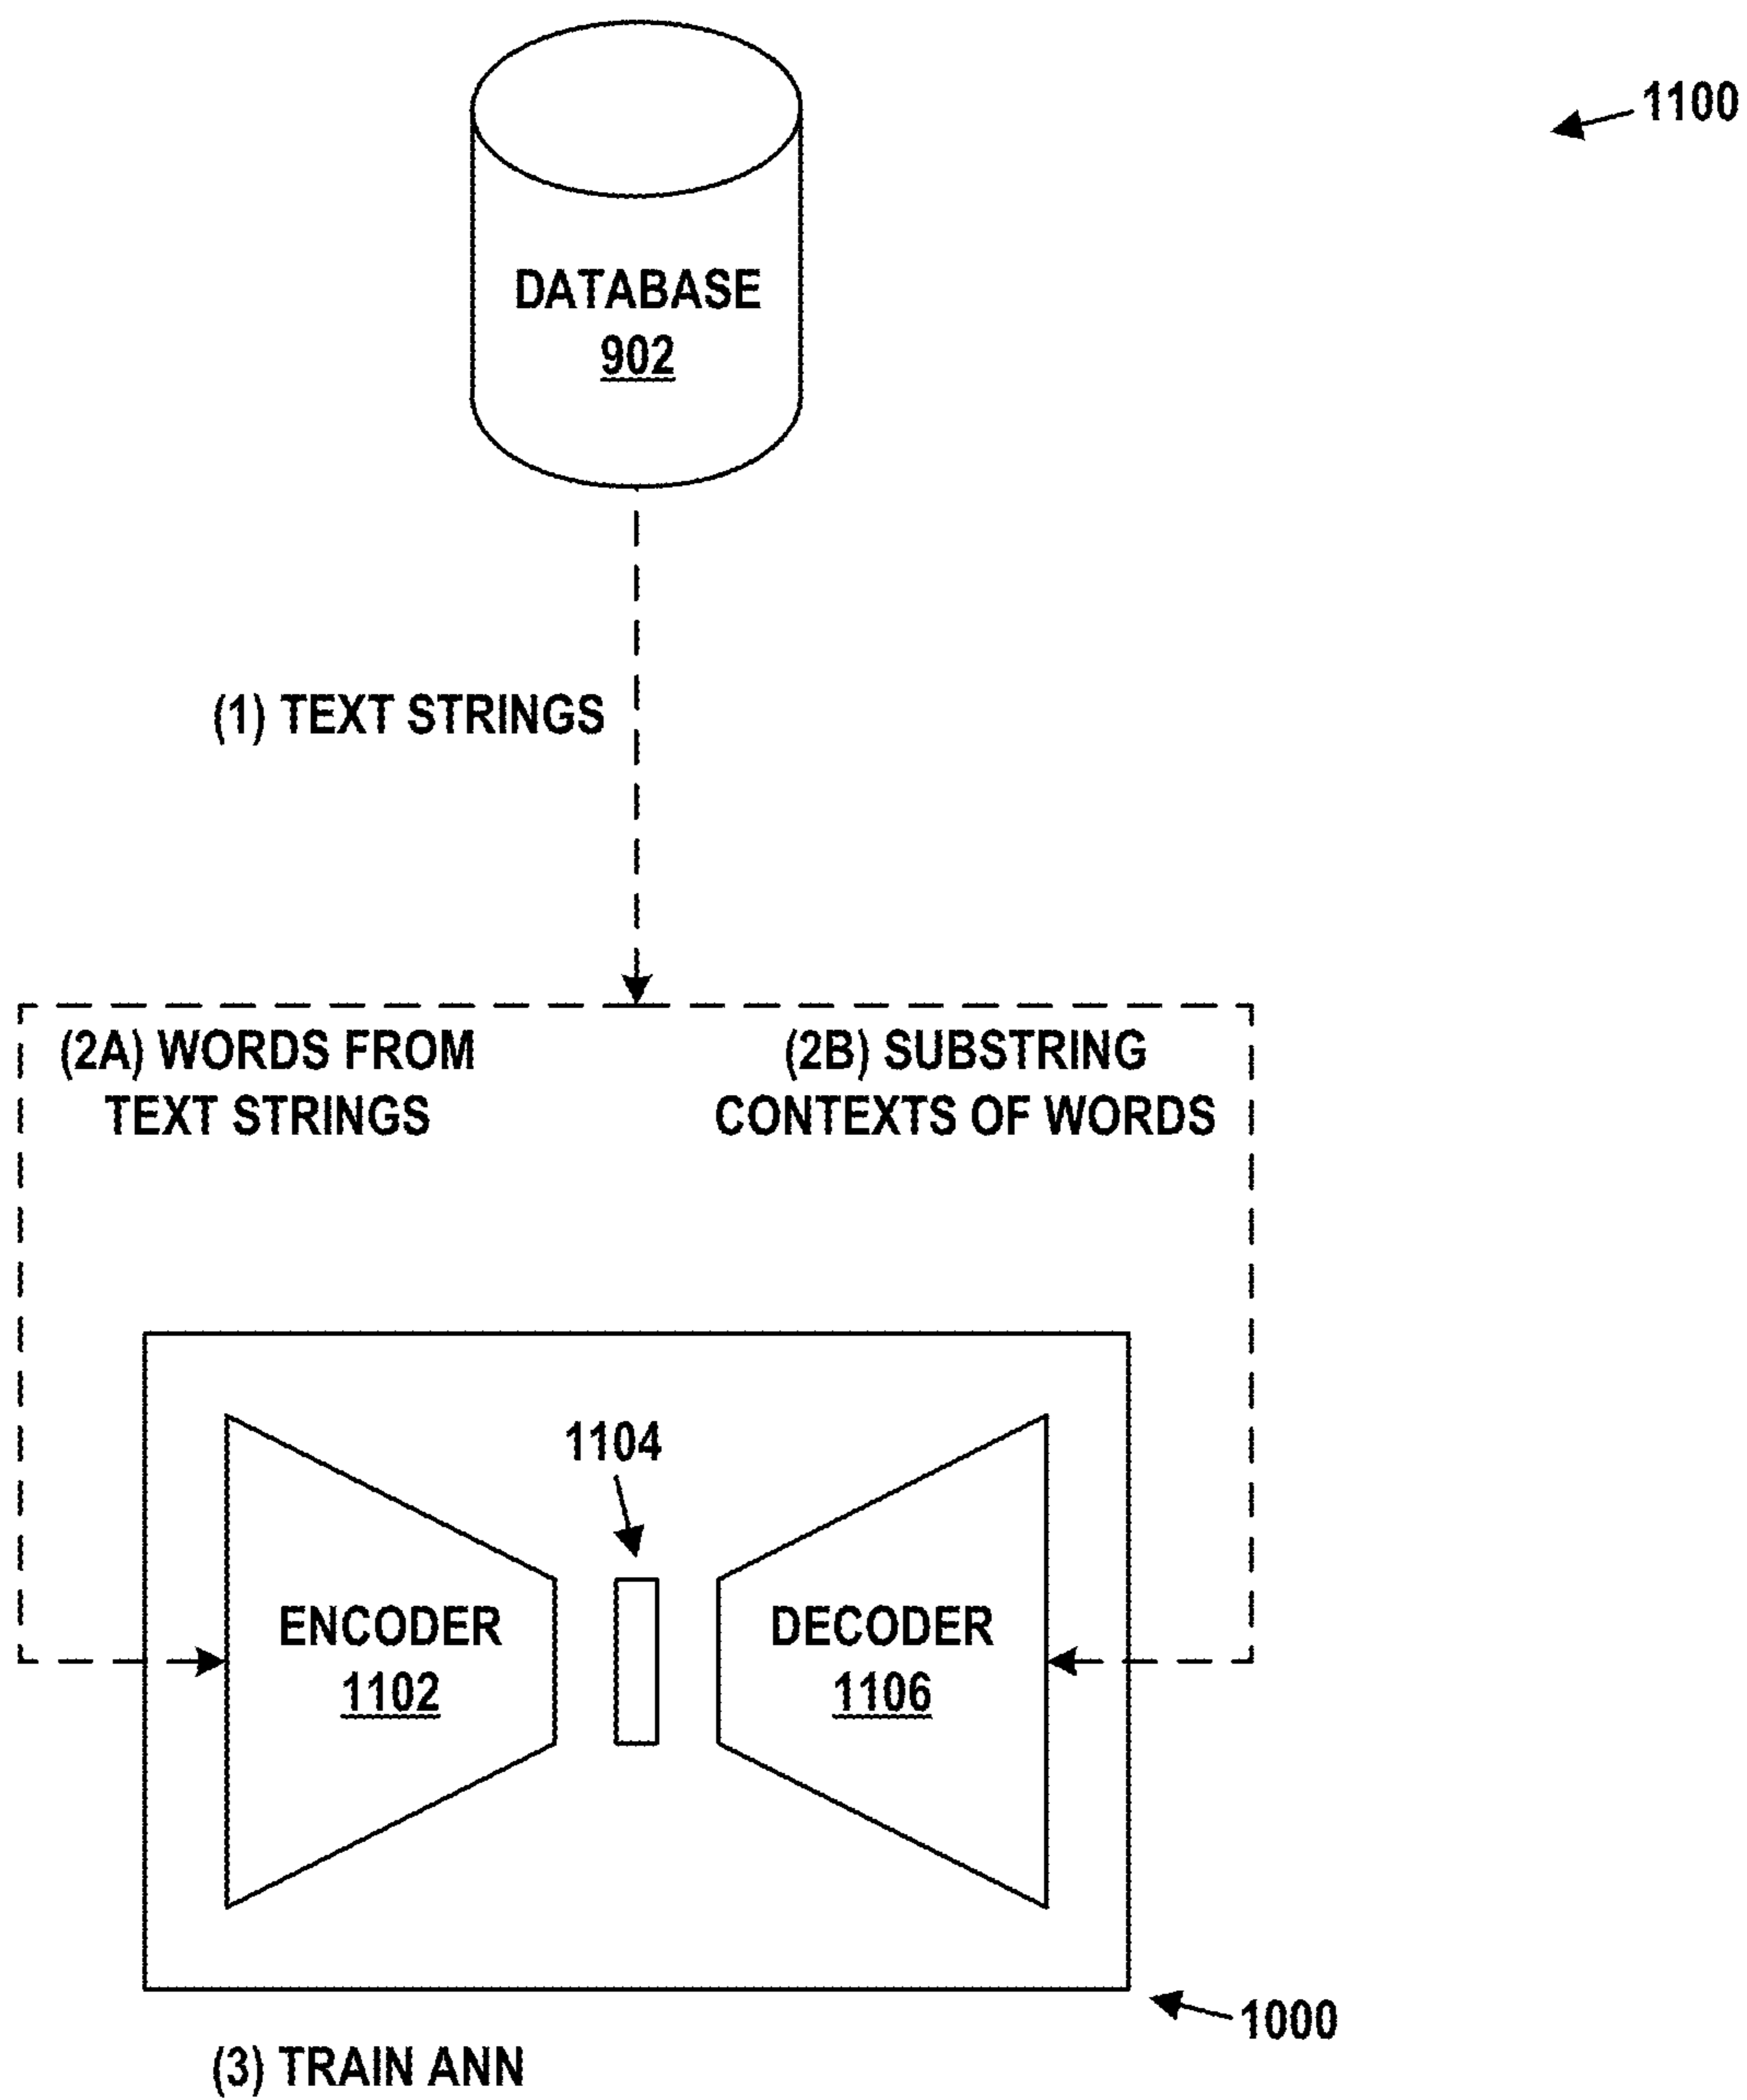 1100
DATABASE
902
(1) TEXT STRINGS
(2A) WORDS FROM
TEXT STRINGS
(2B) SUBSTRING
CONTEXTS OF WORDS
1104
ENCODER
1102
DECODER
1106
1000
(3) TRAIN ANN